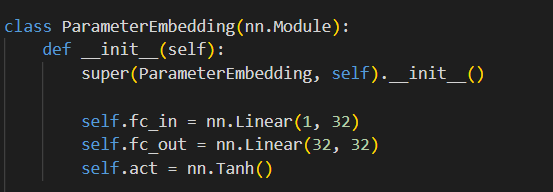 class ParameterEmbedding(nn.Module):
    def __init__(self):
        super(ParameterEmbedding, self).__init__()

        self.fc_in = nn.Linear(1, 32)
        self.fc_out = nn.Linear(32, 32)
        self.act = nn.Tanh()